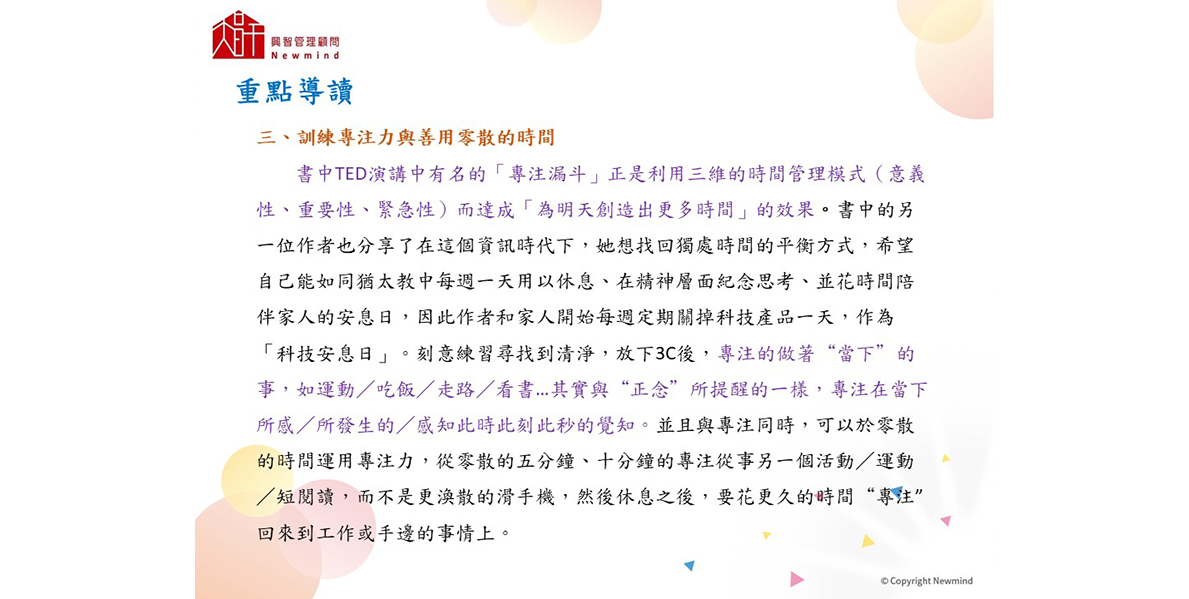 興智管理顧問
Newmind
重點導讀
三、訓練專注力與善用零散的時間
書中TED演講中有名的「專注漏斗」正是利用三維的時間管理模式（意義
性、重要性、緊急性）而達成「為明天創造出更多時間」的效果。書中的另
一位作者也分享了在這個資訊時代下，她想找回獨處時間的平衡方式，希望
自己能如同猶太教中每週一天用以休息、在精神層面紀念思考、並花時間陪
伴家人的安息日，因此作者和家人開始每週定期關掉科技產品一天，作為
「科技安息日」。刻意練習尋找到清淨，放下3C後，專注的做著“當下”的
事，如運動／吃飯／走路／看書...其實與“正念”所提醒的一樣，專注在當下
所感／所發生的／感知此時此刻此秒的覺知。並且與專注同時，可以於零散
的時間運用專注力，從零散的五分鐘、十分鐘的專注從事另一個活動／運動
／短閱讀，而不是更渙散的滑手機，然後休息之後，要花更久的時間“專注”
回來到工作或手邊的事情上。
© Copyright Newmind